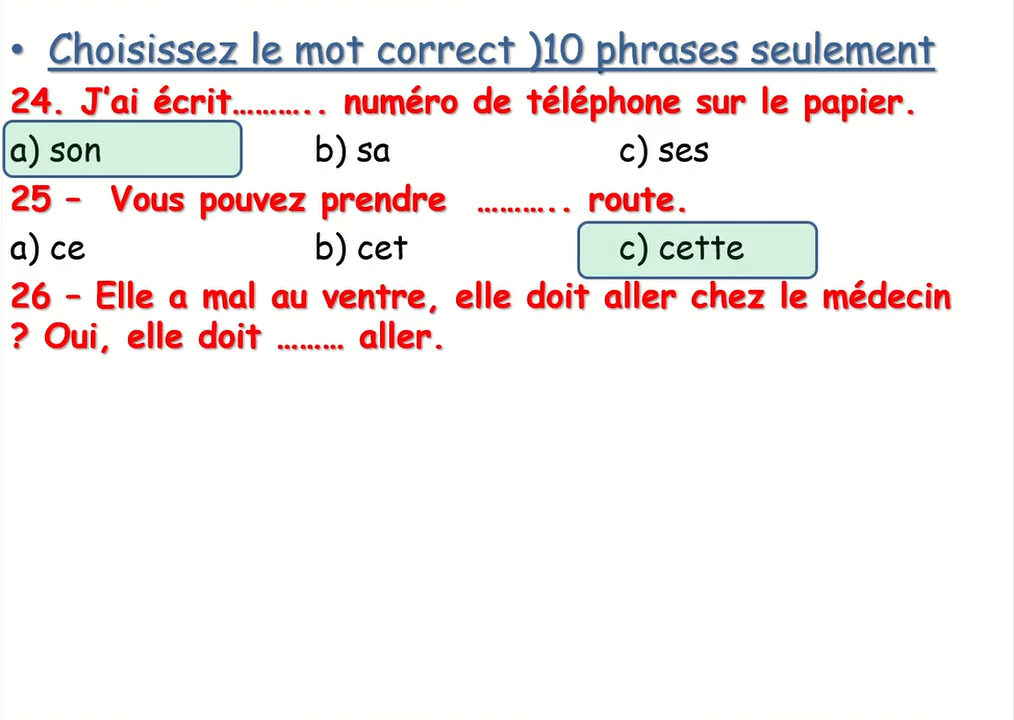 • Choisissez le mot correct )10 phrases seulement
24. J'ai écrit……….. numéro de téléphone sur le papier.
a) son b) sa c) ses
25 – Vous pouvez prendre ……….. route.
a) ce b) cet c) cette
26 – Elle a mal au ventre, elle doit aller chez le médecin
? Oui, elle doit ……… aller.